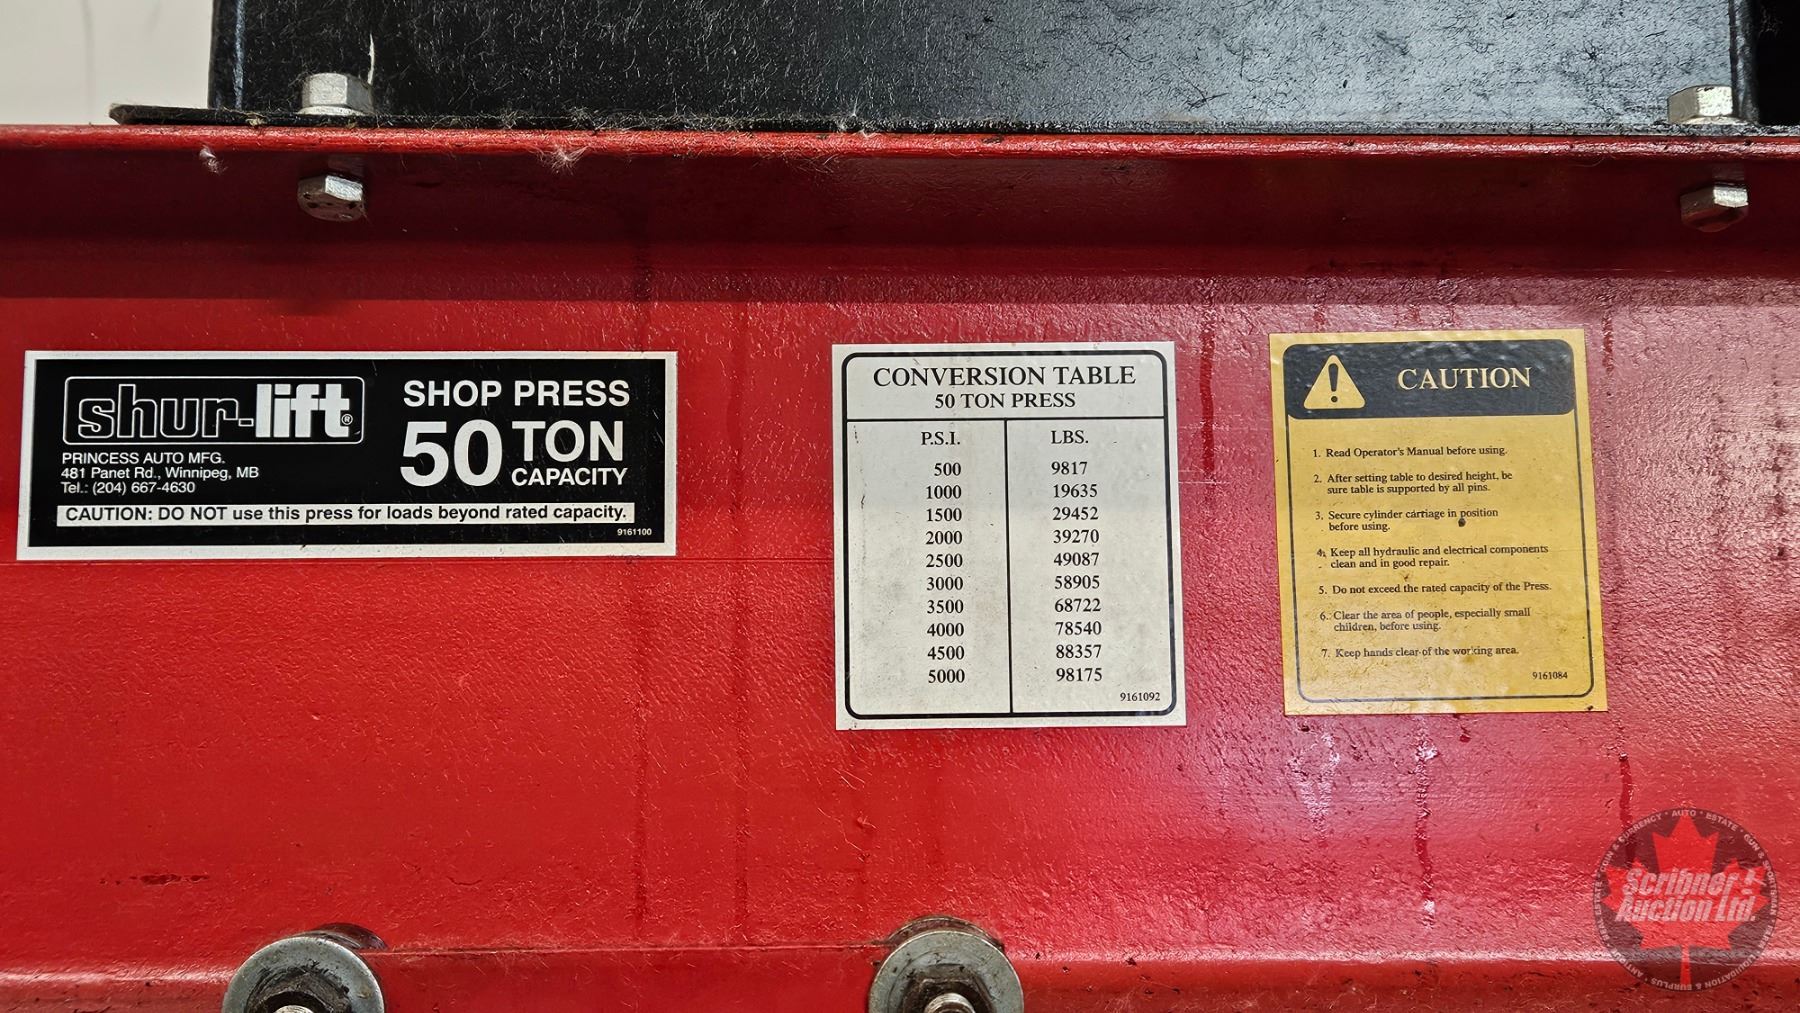 shur-lift®
PRINCESS AUTO MFG.
481 Panet Rd., Winnipeg, MB
Tel.: (204) 667-4630
SHOP PRESS
50 TON
CAPACITY
CAUTION: DO NOT use this press for loads beyond rated capacity.
9161100
CONVERSION TABLE
50 TON PRESS
P.S.I. LBS.
500 9817
1000 19635
1500 29452
2000 39270
2500 49087
3000 58905
3500 68722
4000 78540
4500 88357
5000 98175
9161092
CAUTION
1. Read Operator's Manual before using.
2. After setting table to desired height, be
sure table is supported by all pins.
3. Secure cylinder carriage in position
before using.
4. Keep all hydraulic and electrical components
clean and in good repair.
5. Do not exceed the rated capacity of the Press.
6. Clear the area of people, especially small
children, before using.
7. Keep hands clear of the working area.
9161084
Scribner!
Auction Ltd.
CURRENCY • AUTO • ESTATE • GUN & SPORTSMAN
LIQUIDATION & SURPLUS